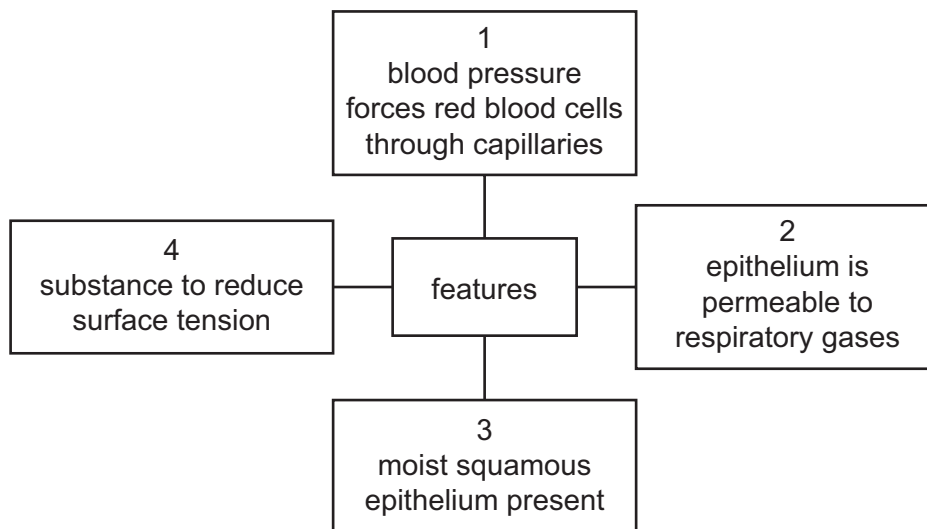 1
blood pressure
forces red blood cells
through capillaries
4
substance to reduce
surface tension
features
2
epithelium is
permeable to
respiratory gases
3
moist squamous
epithelium present